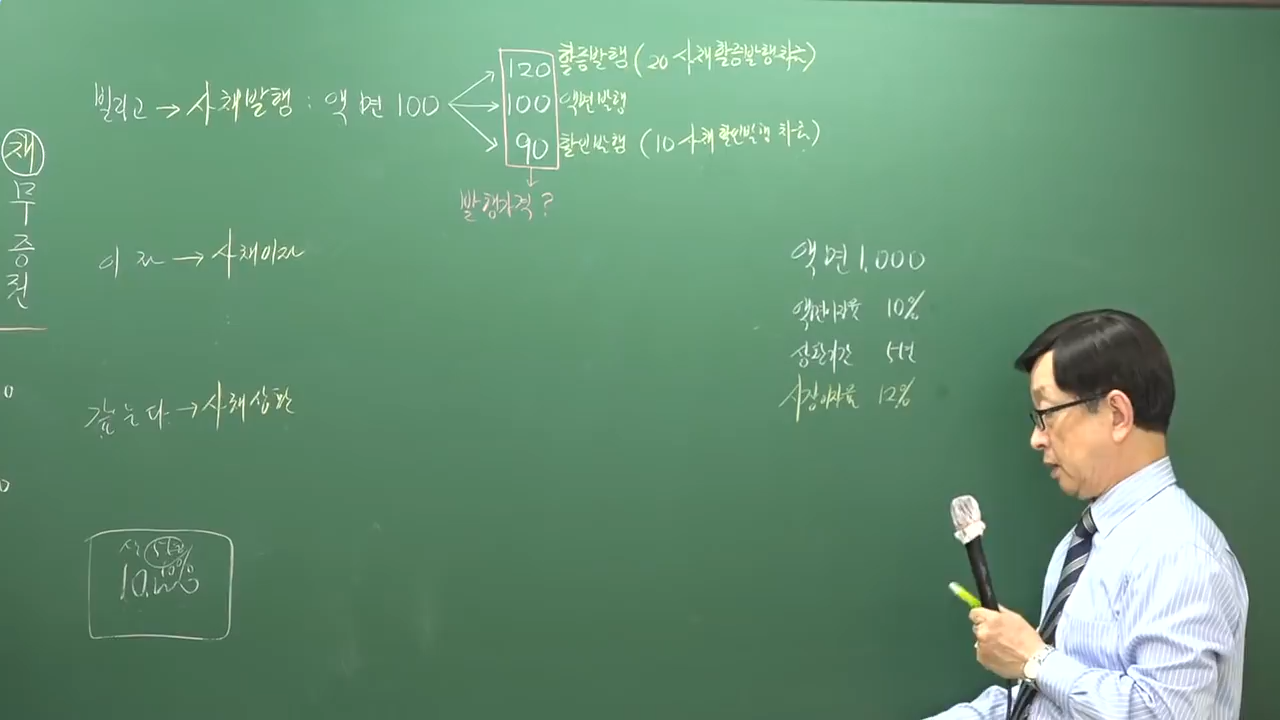 채
무
증
권
빌리고 → 사채발행 : 액면 100
120 할증발행 (20 사채할증발행차금)
100 액면발행
90 할인발행 (10 사채할인발행차금)
발행가격 ?
이자 → 사채이자
갚는다 → 사채상환
액면 1,000
액면이자율 10%
상환기간 5년
시장이자율 12%
5년
10%